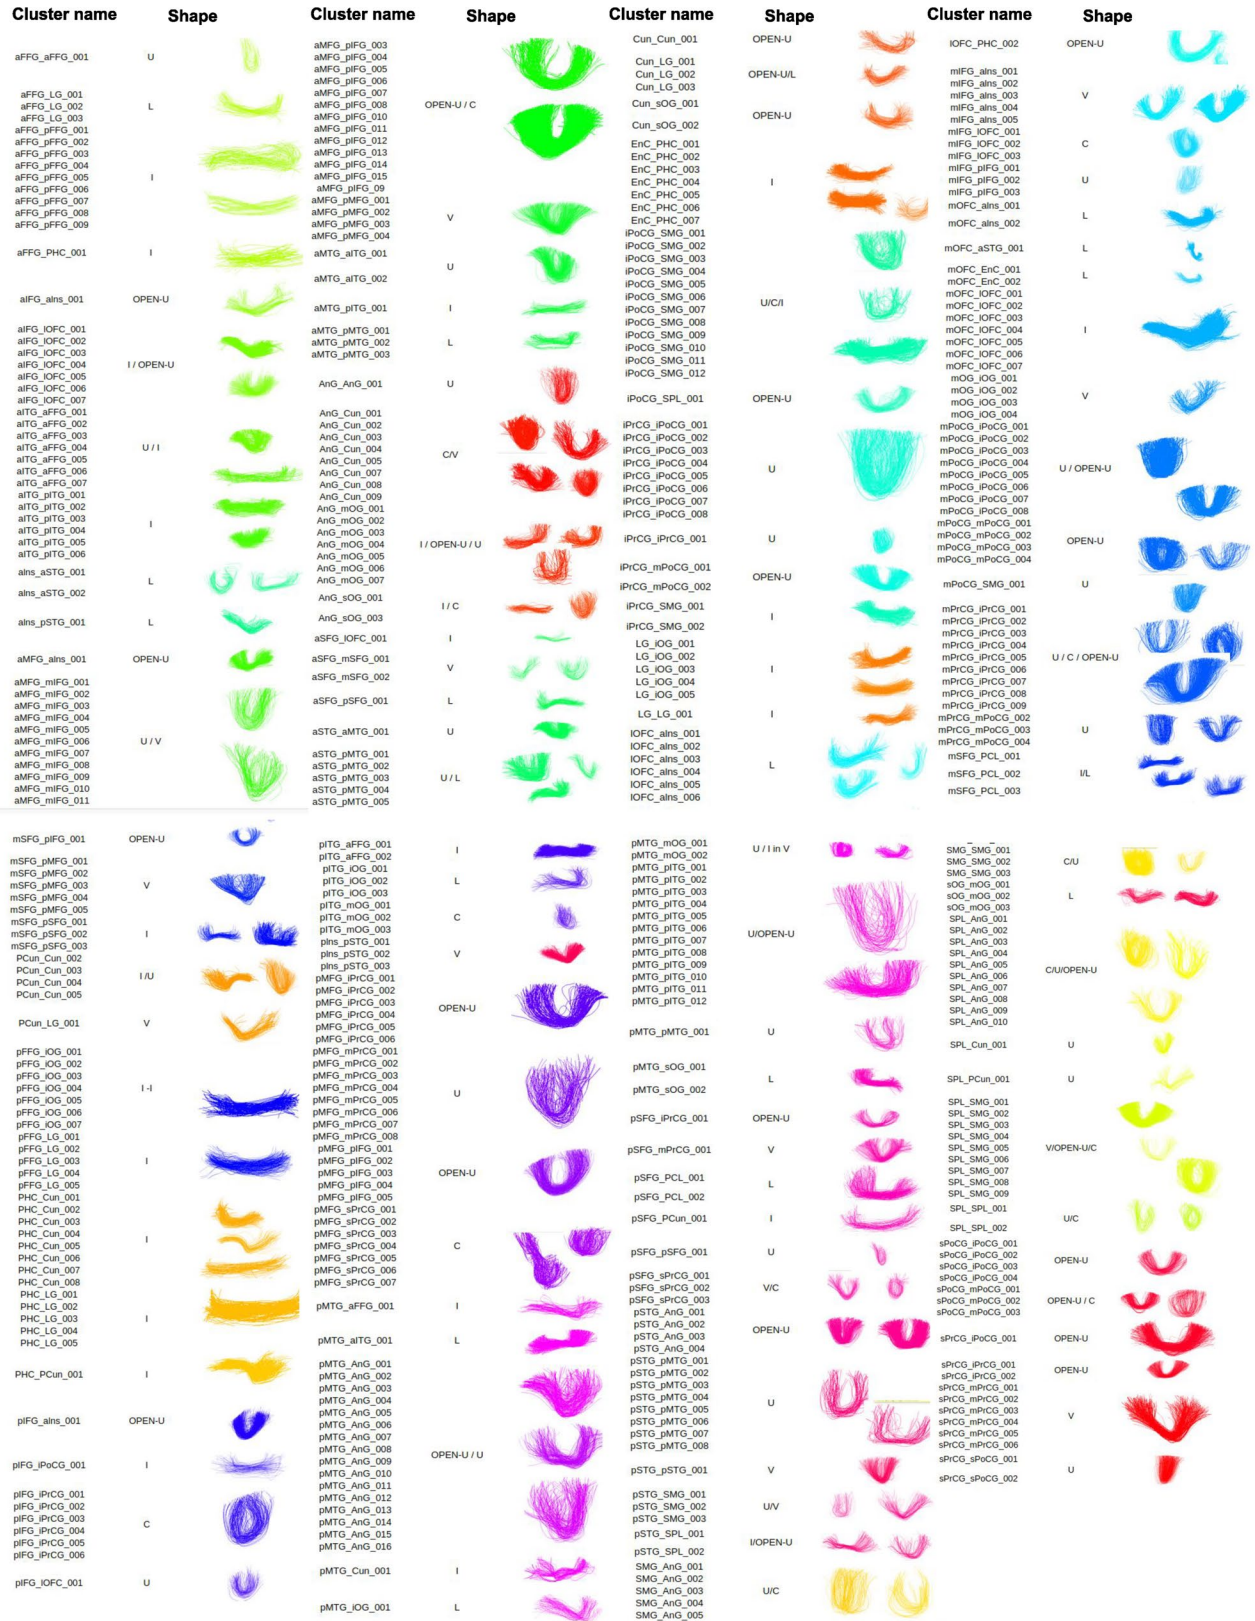 Cluster name
Shape
Cluster name
Shape
Cluster name
Shape
Cluster name
Shape
aFFG_aFFG_001
U
aFFG_LG_001
aFFG_LG_002
aFFG_LG_003
L
aFFG_pFFG_001
aFFG_pFFG_002
aFFG_pFFG_003
aFFG_pFFG_004
aFFG_pFFG_005
aFFG_pFFG_006
aFFG_pFFG_007
aFFG_pFFG_008
aFFG_pFFG_009
I
aFFG_PHC_001
I
aIFG_aIns_001
OPEN-U
aIFG_lOFC_001
aIFG_lOFC_002
aIFG_lOFC_003
aIFG_lOFC_004
aIFG_lOFC_005
aIFG_lOFC_006
aIFG_lOFC_007
I / OPEN-U
aITG_aFFG_001
aITG_aFFG_002
aITG_aFFG_003
aITG_aFFG_004
aITG_aFFG_005
aITG_aFFG_006
aITG_aFFG_007
U / I
aITG_pITG_001
aITG_pITG_002
aITG_pITG_003
aITG_pITG_004
aITG_pITG_005
aITG_pITG_006
I
aIns_aSTG_001
aIns_aSTG_002
L
aIns_pSTG_001
L
aMFG_aIns_001
OPEN-U
aMFG_mIFG_001
aMFG_mIFG_002
aMFG_mIFG_003
aMFG_mIFG_004
aMFG_mIFG_005
aMFG_mIFG_006
aMFG_mIFG_007
aMFG_mIFG_008
aMFG_mIFG_009
aMFG_mIFG_010
aMFG_mIFG_011
U / V
aMFG_pIFG_003
aMFG_pIFG_004
aMFG_pIFG_005
aMFG_pIFG_006
aMFG_pIFG_007
aMFG_pIFG_008
aMFG_pIFG_010
aMFG_pIFG_011
aMFG_pIFG_012
aMFG_pIFG_013
aMFG_pIFG_014
aMFG_pIFG_015
aMFG_pIFG_09
OPEN-U / C
aMFG_pMFG_001
aMFG_pMFG_002
aMFG_pMFG_003
aMFG_pMFG_004
V
aMTG_aITG_001
aMTG_aITG_002
U
aMTG_pITG_001
I
aMTG_pMTG_001
aMTG_pMTG_002
aMTG_pMTG_003
L
AnG_AnG_001
U
AnG_Cun_001
AnG_Cun_002
AnG_Cun_003
AnG_Cun_004
AnG_Cun_005
AnG_Cun_007
AnG_Cun_008
AnG_Cun_009
C/V
AnG_mOG_001
AnG_mOG_002
AnG_mOG_003
AnG_mOG_004
AnG_mOG_005
AnG_mOG_006
AnG_mOG_007
I / OPEN-U / U
AnG_sOG_001
AnG_sOG_003
I / C
aSFG_lOFC_001
I
aSFG_mSFG_001
aSFG_mSFG_002
V
aSFG_pSFG_001
L
aSTG_aMTG_001
U
aSTG_pMTG_001
aSTG_pMTG_002
aSTG_pMTG_003
aSTG_pMTG_004
aSTG_pMTG_005
U / L
Cun_Cun_001
OPEN-U
Cun_LG_001
Cun_LG_002
Cun_LG_003
OPEN-U/L
Cun_sOG_001
Cun_sOG_002
OPEN-U
EnC_PHC_001
EnC_PHC_002
EnC_PHC_003
EnC_PHC_004
EnC_PHC_005
EnC_PHC_006
EnC_PHC_007
I
iPoCG_SMG_001
iPoCG_SMG_002
iPoCG_SMG_003
iPoCG_SMG_004
iPoCG_SMG_005
iPoCG_SMG_006
iPoCG_SMG_007
iPoCG_SMG_008
iPoCG_SMG_009
iPoCG_SMG_010
iPoCG_SMG_011
iPoCG_SMG_012
U/C/I
iPoCG_SPL_001
OPEN-U
iPrCG_iPoCG_001
iPrCG_iPoCG_002
iPrCG_iPoCG_003
iPrCG_iPoCG_004
iPrCG_iPoCG_005
iPrCG_iPoCG_006
iPrCG_iPoCG_007
iPrCG_iPoCG_008
U
iPrCG_iPrCG_001
U
iPrCG_mPoCG_001
iPrCG_mPoCG_002
OPEN-U
iPrCG_SMG_001
iPrCG_SMG_002
I
LG_iOG_001
LG_iOG_002
LG_iOG_003
LG_iOG_004
LG_iOG_005
I
LG_LG_001
I
lOFC_aIns_001
lOFC_aIns_002
lOFC_aIns_003
lOFC_aIns_004
lOFC_aIns_005
lOFC_aIns_006
L
lOFC_PHC_002
OPEN-U
mIFG_aIns_001
mIFG_aIns_002
mIFG_aIns_003
mIFG_aIns_004
mIFG_aIns_005
V
mIFG_lOFC_001
mIFG_lOFC_002
mIFG_lOFC_003
C
mIFG_pIFG_001
mIFG_pIFG_002
mIFG_pIFG_003
U
mOFC_aIns_001
mOFC_aIns_002
L
mOFC_aSTG_001
L
mOFC_EnC_001
mOFC_EnC_002
L
mOFC_lOFC_001
mOFC_lOFC_002
mOFC_lOFC_003
mOFC_lOFC_004
mOFC_lOFC_005
mOFC_lOFC_006
mOFC_lOFC_007
I
mOG_iOG_001
mOG_iOG_002
mOG_iOG_003
mOG_iOG_004
V
mPoCG_iPoCG_001
mPoCG_iPoCG_002
mPoCG_iPoCG_003
mPoCG_iPoCG_004
mPoCG_iPoCG_005
mPoCG_iPoCG_006
mPoCG_iPoCG_007
mPoCG_iPoCG_008
U / OPEN-U
mPoCG_mPoCG_001
mPoCG_mPoCG_002
mPoCG_mPoCG_003
mPoCG_mPoCG_004
OPEN-U
mPoCG_SMG_001
U
mPrCG_iPrCG_001
mPrCG_iPrCG_002
mPrCG_iPrCG_003
mPrCG_iPrCG_004
mPrCG_iPrCG_005
mPrCG_iPrCG_006
mPrCG_iPrCG_007
mPrCG_iPrCG_008
mPrCG_iPrCG_009
U / C / OPEN-U
mPrCG_mPoCG_002
mPrCG_mPoCG_003
mPrCG_mPoCG_004
U
mSFG_PCL_001
mSFG_PCL_002
mSFG_PCL_003
I/L
mSFG_pIFG_001
OPEN-U
mSFG_pMFG_001
mSFG_pMFG_002
mSFG_pMFG_003
mSFG_pMFG_004
mSFG_pMFG_005
V
mSFG_pSFG_001
mSFG_pSFG_002
mSFG_pSFG_003
I
PCun_Cun_002
PCun_Cun_003
PCun_Cun_004
PCun_Cun_005
I /U
PCun_LG_001
V
pFFG_iOG_001
pFFG_iOG_002
pFFG_iOG_003
pFFG_iOG_004
pFFG_iOG_005
pFFG_iOG_006
pFFG_iOG_007
I -I
pFFG_LG_001
pFFG_LG_002
pFFG_LG_003
pFFG_LG_004
pFFG_LG_005
I
PHC_Cun_001
PHC_Cun_002
PHC_Cun_003
PHC_Cun_004
PHC_Cun_005
PHC_Cun_006
PHC_Cun_007
PHC_Cun_008
I
PHC_LG_001
PHC_LG_002
PHC_LG_003
PHC_LG_004
PHC_LG_005
I
PHC_PCun_001
I
pIFG_aIns_001
OPEN-U
pIFG_iPoCG_001
I
pIFG_iPrCG_001
pIFG_iPrCG_002
pIFG_iPrCG_003
pIFG_iPrCG_004
pIFG_iPrCG_005
pIFG_iPrCG_006
C
pIFG_lOFC_001
U
pITG_aFFG_001
pITG_aFFG_002
I
pITG_iOG_001
pITG_iOG_002
pITG_iOG_003
L
pITG_mOG_001
pITG_mOG_002
pITG_mOG_003
C
pIns_pSTG_001
pIns_pSTG_002
pIns_pSTG_003
V
pMFG_iPrCG_001
pMFG_iPrCG_002
pMFG_iPrCG_003
pMFG_iPrCG_004
pMFG_iPrCG_005
pMFG_iPrCG_006
OPEN-U
pMFG_mPrCG_001
pMFG_mPrCG_002
pMFG_mPrCG_003
pMFG_mPrCG_004
pMFG_mPrCG_005
pMFG_mPrCG_006
pMFG_mPrCG_007
pMFG_mPrCG_008
U
pMFG_pIFG_001
pMFG_pIFG_002
pMFG_pIFG_003
pMFG_pIFG_004
pMFG_pIFG_005
OPEN-U
pMFG_sPrCG_001
pMFG_sPrCG_002
pMFG_sPrCG_003
pMFG_sPrCG_004
pMFG_sPrCG_005
pMFG_sPrCG_006
pMFG_sPrCG_007
C
pMTG_aFFG_001
I
pMTG_aITG_001
L
pMTG_AnG_001
pMTG_AnG_002
pMTG_AnG_003
pMTG_AnG_004
pMTG_AnG_005
pMTG_AnG_006
pMTG_AnG_007
pMTG_AnG_008
pMTG_AnG_009
pMTG_AnG_010
pMTG_AnG_011
pMTG_AnG_012
pMTG_AnG_013
pMTG_AnG_014
pMTG_AnG_015
pMTG_AnG_016
OPEN-U / U
pMTG_Cun_001
I
pMTG_iOG_001
L
pMTG_mOG_001
pMTG_mOG_002
U / I in V
pMTG_pITG_001
pMTG_pITG_002
pMTG_pITG_003
pMTG_pITG_004
pMTG_pITG_005
pMTG_pITG_006
pMTG_pITG_007
pMTG_pITG_008
pMTG_pITG_009
pMTG_pITG_010
pMTG_pITG_011
pMTG_pITG_012
U/OPEN-U
pMTG_pMTG_001
U
pMTG_sOG_001
pMTG_sOG_002
L
pSFG_iPrCG_001
OPEN-U
pSFG_mPrCG_001
V
pSFG_PCL_001
pSFG_PCL_002
L
pSFG_PCun_001
I
pSFG_pSFG_001
U
pSFG_sPrCG_001
pSFG_sPrCG_002
pSFG_sPrCG_003
V/C
pSTG_AnG_001
pSTG_AnG_002
pSTG_AnG_003
pSTG_AnG_004
OPEN-U
pSTG_pMTG_001
pSTG_pMTG_002
pSTG_pMTG_003
pSTG_pMTG_004
pSTG_pMTG_005
pSTG_pMTG_006
pSTG_pMTG_007
pSTG_pMTG_008
U
pSTG_pSTG_001
V
pSTG_SMG_001
pSTG_SMG_002
pSTG_SMG_003
U/V
pSTG_SPL_001
pSTG_SPL_002
I/OPEN-U
SMG_AnG_001
SMG_AnG_002
SMG_AnG_003
SMG_AnG_004
SMG_AnG_005
U/C
SMG_SMG_001
SMG_SMG_002
SMG_SMG_003
C/U
sOG_mOG_001
sOG_mOG_002
sOG_mOG_003
L
SPL_AnG_001
SPL_AnG_002
SPL_AnG_003
SPL_AnG_004
SPL_AnG_005
SPL_AnG_006
SPL_AnG_007
SPL_AnG_008
SPL_AnG_009
SPL_AnG_010
C/U/OPEN-U
SPL_Cun_001
U
SPL_PCun_001
U
SPL_SMG_001
SPL_SMG_002
SPL_SMG_003
SPL_SMG_004
SPL_SMG_005
SPL_SMG_006
SPL_SMG_007
SPL_SMG_008
SPL_SMG_009
V/OPEN-U/C
SPL_SPL_001
SPL_SPL_002
U/C
sPoCG_iPoCG_001
sPoCG_iPoCG_002
sPoCG_iPoCG_003
sPoCG_iPoCG_004
OPEN-U
sPoCG_mPoCG_001
sPoCG_mPoCG_002
sPoCG_mPoCG_003
OPEN-U / C
sPrCG_iPoCG_001
OPEN-U
sPrCG_iPrCG_001
sPrCG_iPrCG_002
OPEN-U
sPrCG_mPrCG_001
sPrCG_mPrCG_002
sPrCG_mPrCG_003
sPrCG_mPrCG_004
sPrCG_mPrCG_005
sPrCG_mPrCG_006
V
sPrCG_sPoCG_001
sPrCG_sPoCG_002
U